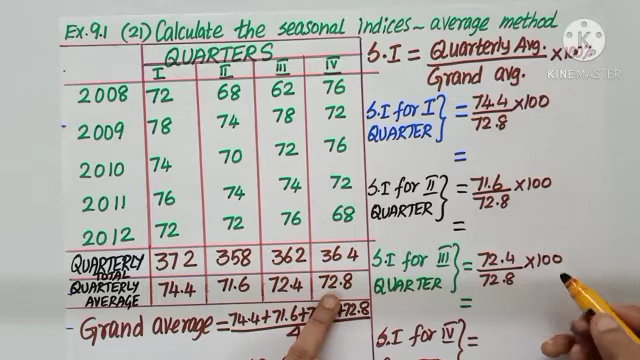 Ex.9.1 (21) Calculate the seasonal indices - average method
QUARTERS
I II III IV
2008 72 68 62 76
2009 78 74 78 72
2010 74 70 72 76
2011 76 74 74 72
2012 72 72 76 68
QUARTERLY TOTAL 372 358 362 364
QUARTERLY AVERAGE 74.4 71.6 72.4 72.8
Grand average = 74.4+71.6+ +72.8
4
S.I = Quarterly Avg. / Grand avg. ×100%
S.I for I QUARTER } = 74.4/72.8 ×100
=
S.I for II QUARTER } = 71.6/72.8 ×100
=
S.I for III QUARTER } = 72.4/72.8 ×100
=
S.I for IV } =
Made with
KINEMASTER